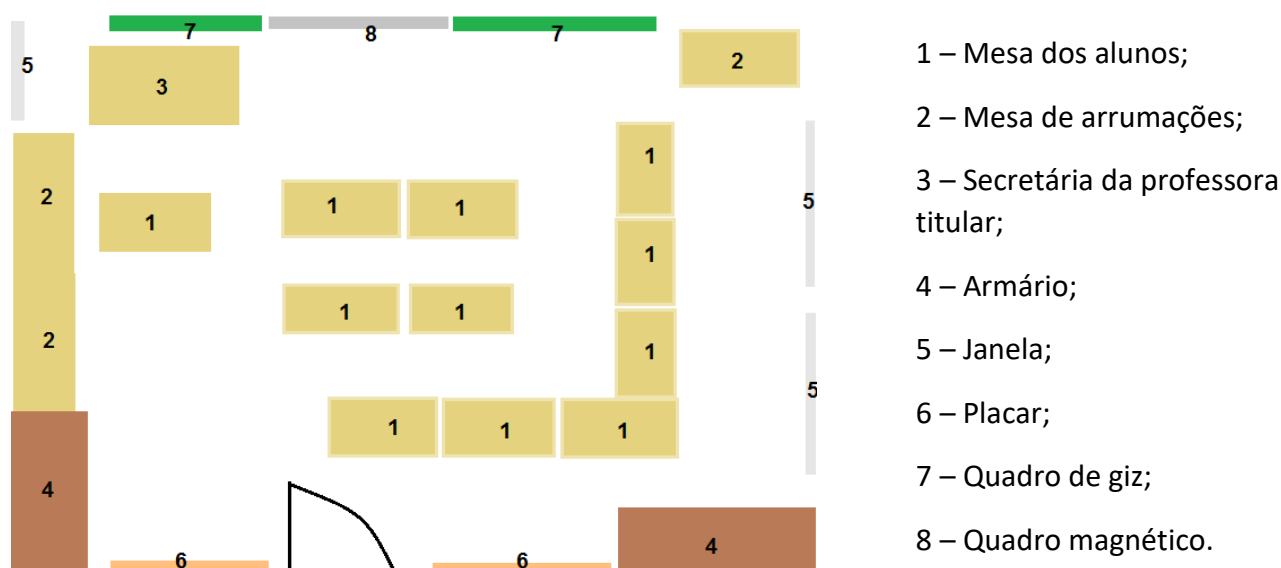 7
8
7
5
3
2
1
2
1
1
1
5
1
1
1
2
1
1
5
1
1
1
4
4
6
6
1 – Mesa dos alunos;
2 – Mesa de arrumações;
3 – Secretária da professora
titular;
4 – Armário;
5 – Janela;
6 – Placar;
7 – Quadro de giz;
8 – Quadro magnético.